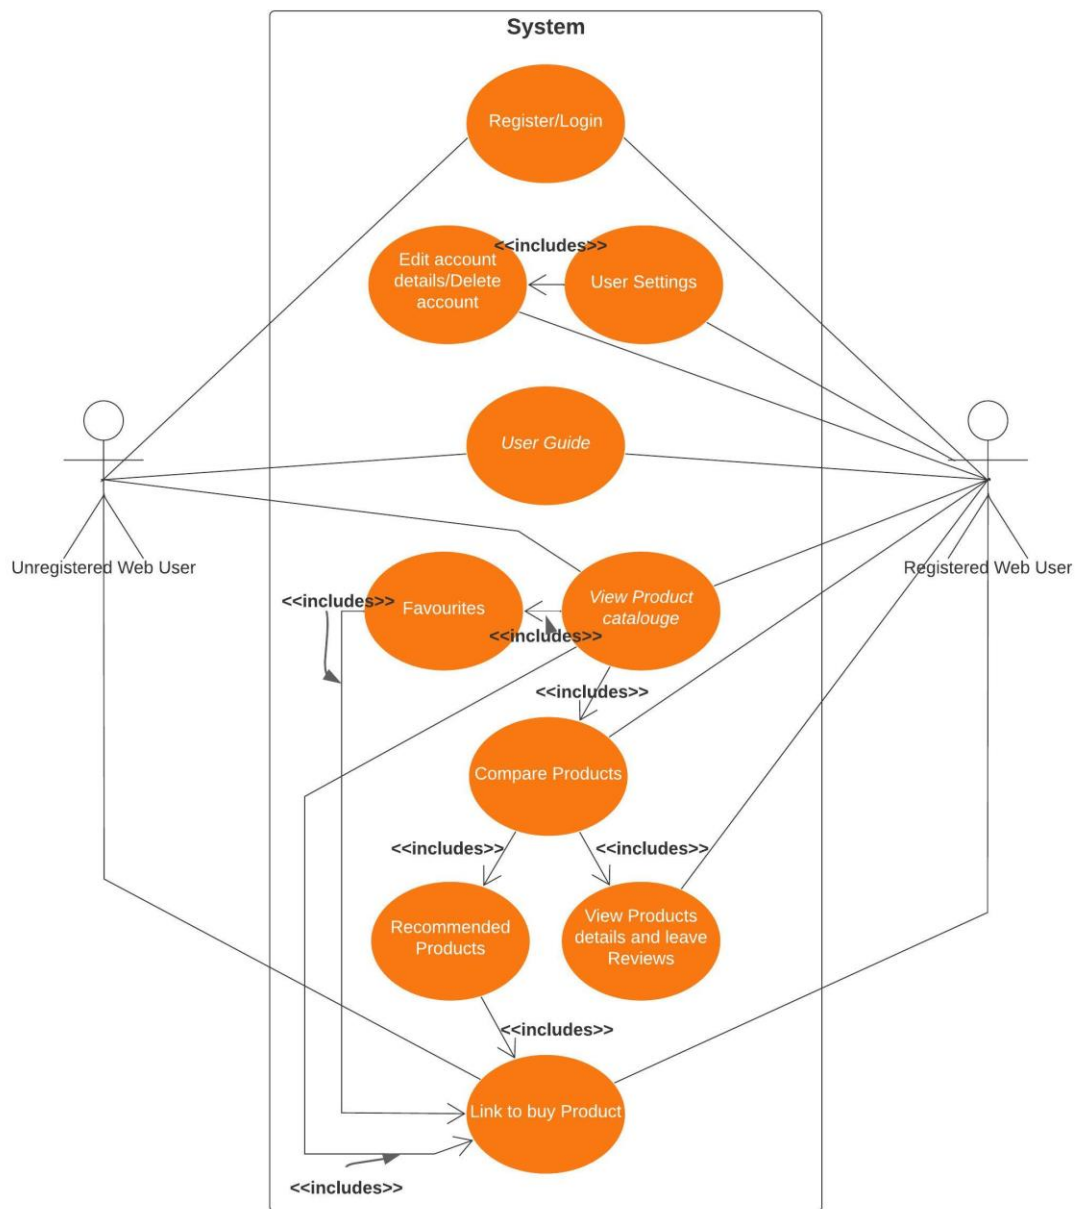 System
Register/Login
<<includes>>
Edit account
details/Delete
account
User Settings
User Guide
Unregistered Web User
Registered Web User
<<includes>>
Favourites
View Product
catalouge
<<includes>>
<<includes>>
Compare Products
<<includes>>
<<includes>>
Recommended
Products
View Products
details and leave
Reviews
<<includes>>
Link to buy Product
<<includes>>